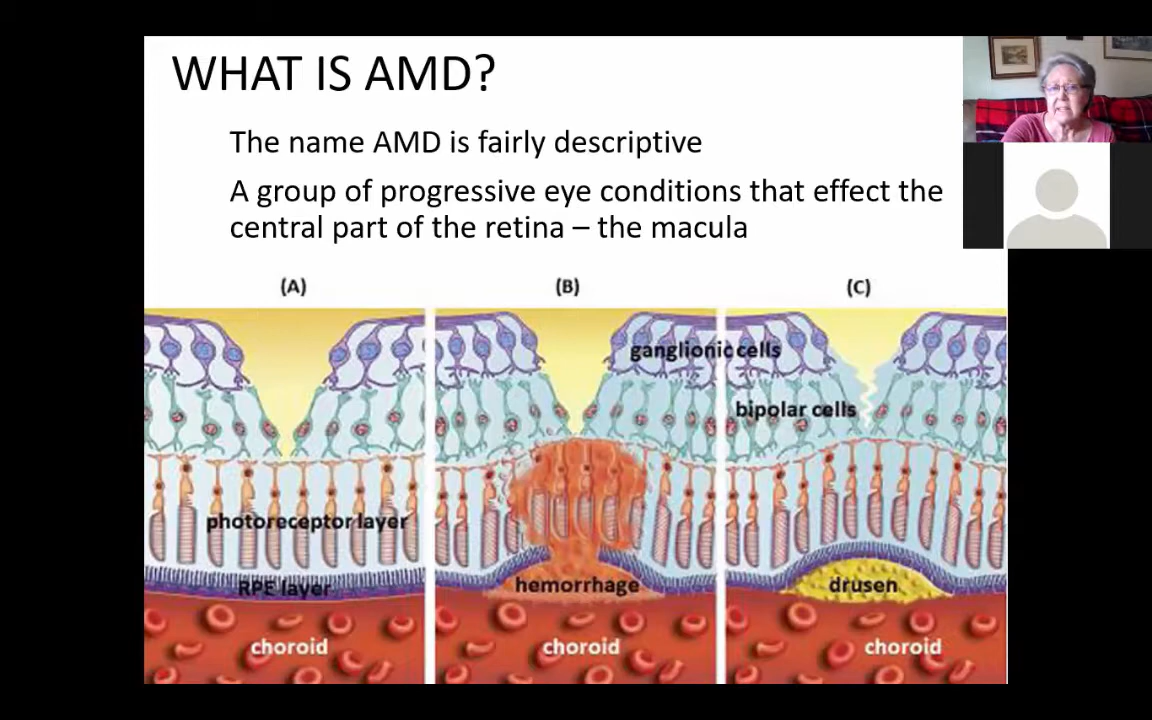 WHAT IS AMD?
The name AMD is fairly descriptive
A group of progressive eye conditions that effect the
central part of the retina – the macula
(A)
(B)
(C)
ganglionic cells
bipolar cells
photoreceptor layer
RPE layer
hemorrhage
drusen
choroid
choroid
choroid